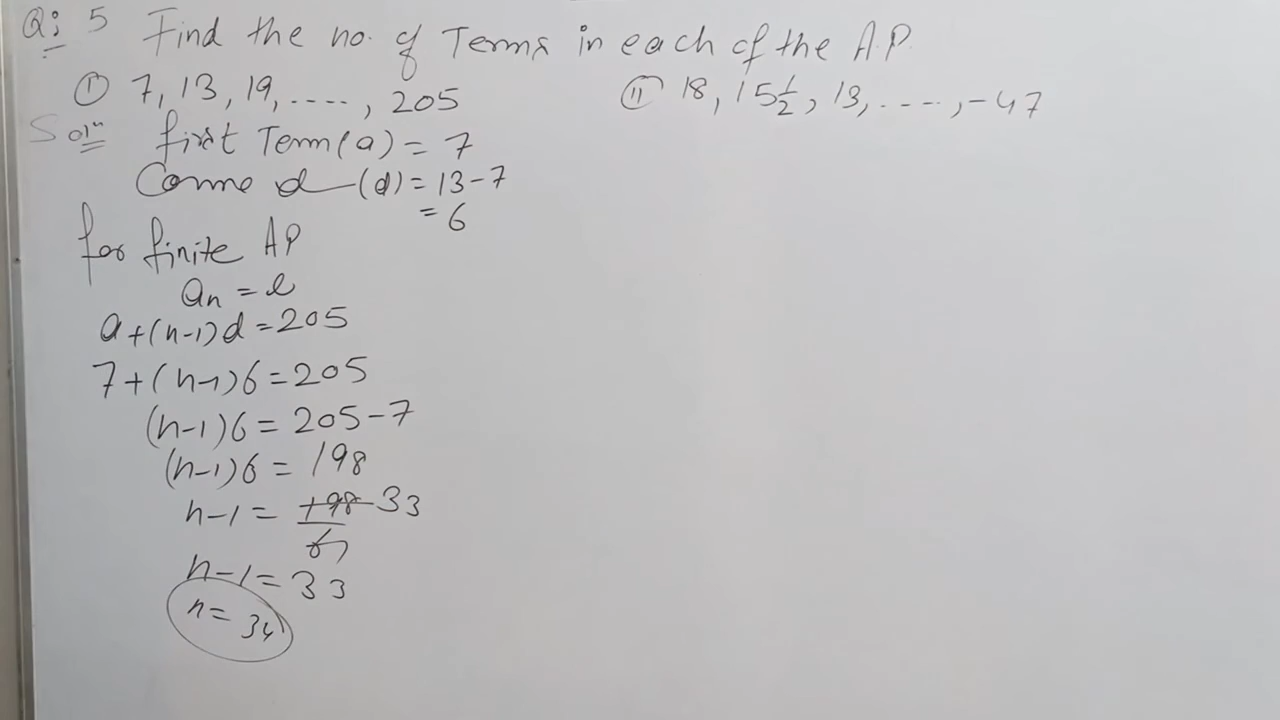 Q: 5 Find the no. of Terms in each of the A.P.
(i) 7, 13, 19, ....., 205
(ii) 18, 15 1/2, 13, ....., -47
Solⁿ first Term (a) = 7
Comme d (d) = 13-7
= 6
for finite AP
an = l
a+(n-1)d = 205
7+(n-1)6 = 205
(n-1)6 = 205-7
(n-1)6 = 198
n-1 = 198/6 33
n-1 = 33
n = 34